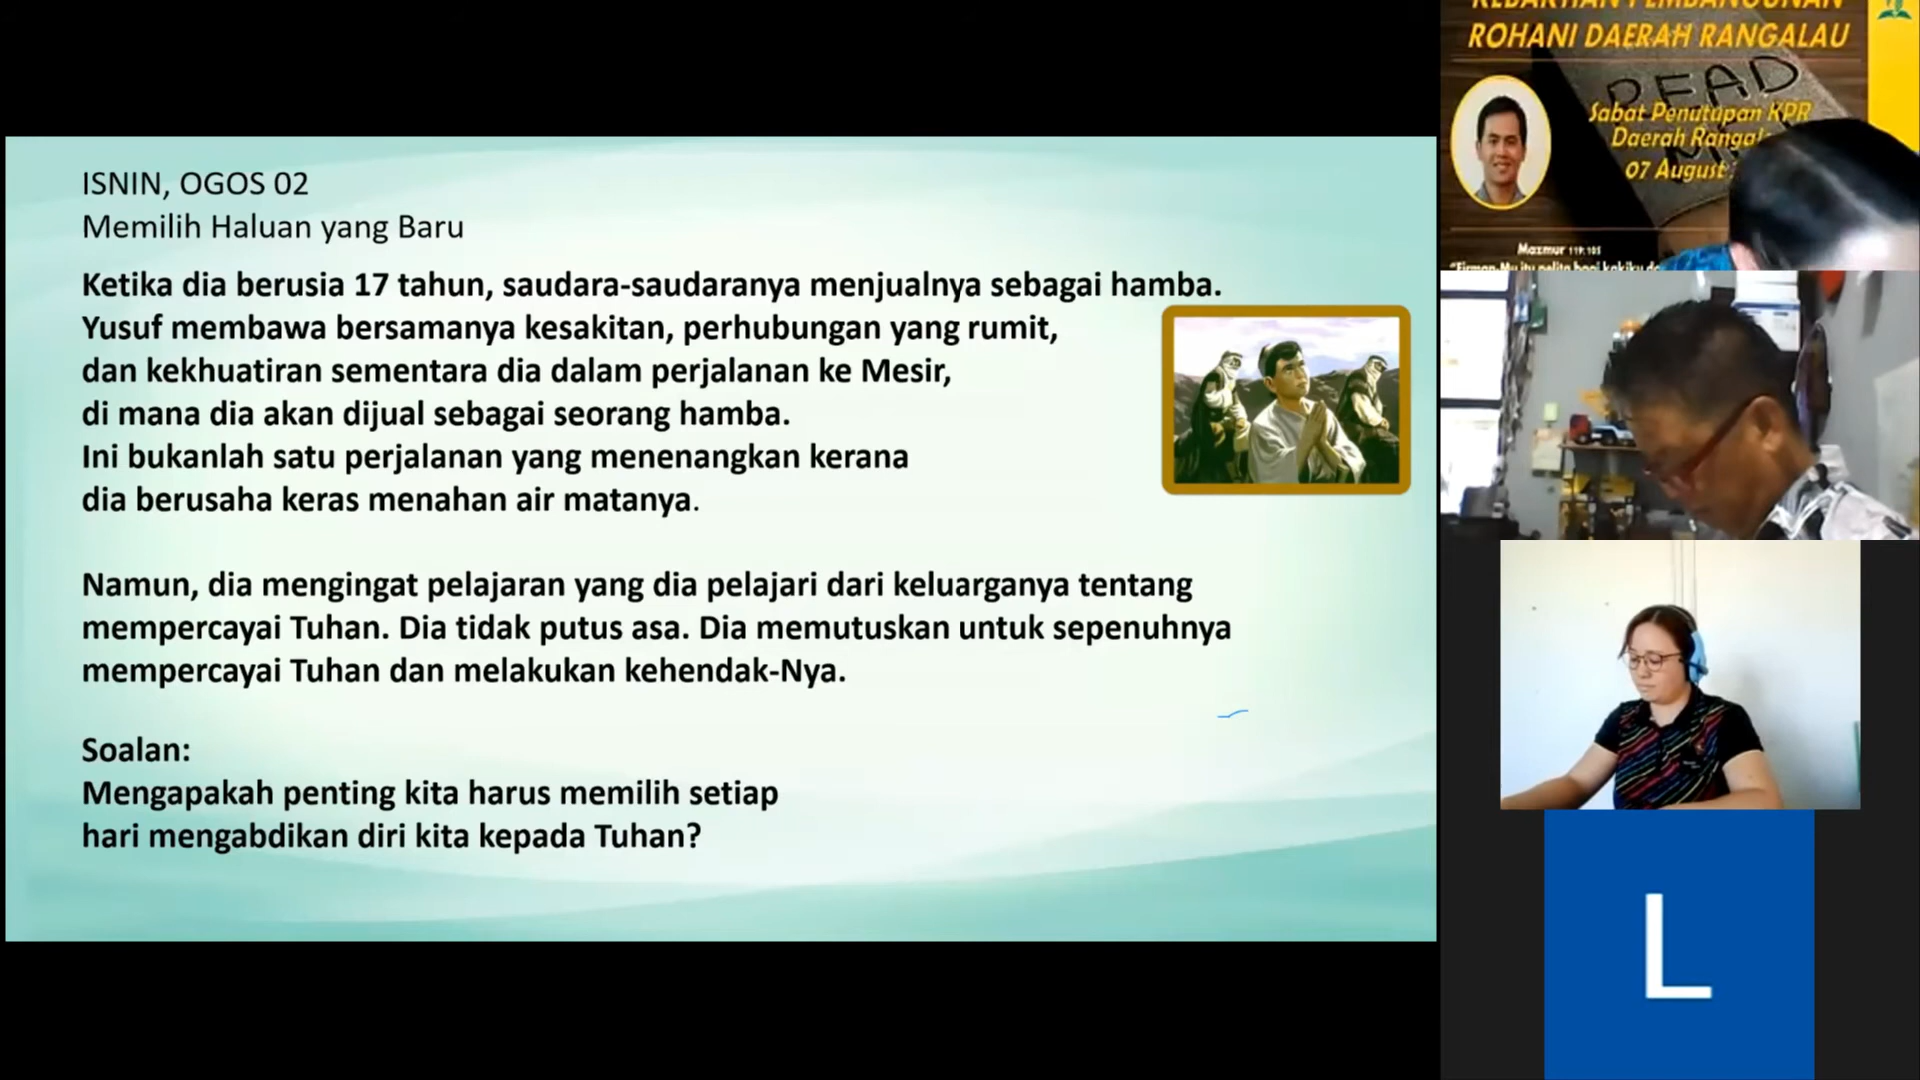 ISNIN, OGOS 02
Memilih Haluan yang Baru
Ketika dia berusia 17 tahun, saudara-saudaranya menjualnya sebagai hamba.
Yusuf membawa bersamanya kesakitan, perhubungan yang rumit,
dan kekhuatiran sementara dia dalam perjalanan ke Mesir,
di mana dia akan dijual sebagai seorang hamba.
Ini bukanlah satu perjalanan yang menenangkan kerana
dia berusaha keras menahan air matanya.
Namun, dia mengingat pelajaran yang dia pelajari dari keluarganya tentang
mempercayai Tuhan. Dia tidak putus asa. Dia memutuskan untuk sepenuhnya
mempercayai Tuhan dan melakukan kehendak-Nya.
Soalan:
Mengapakah penting kita harus memilih setiap
hari mengabdikan diri kita kepada Tuhan?
ROHANI DAERAH RANGALAU
READ
Sabat Penutupan KPR
Daerah
07 August
Mazmur 119:105
L